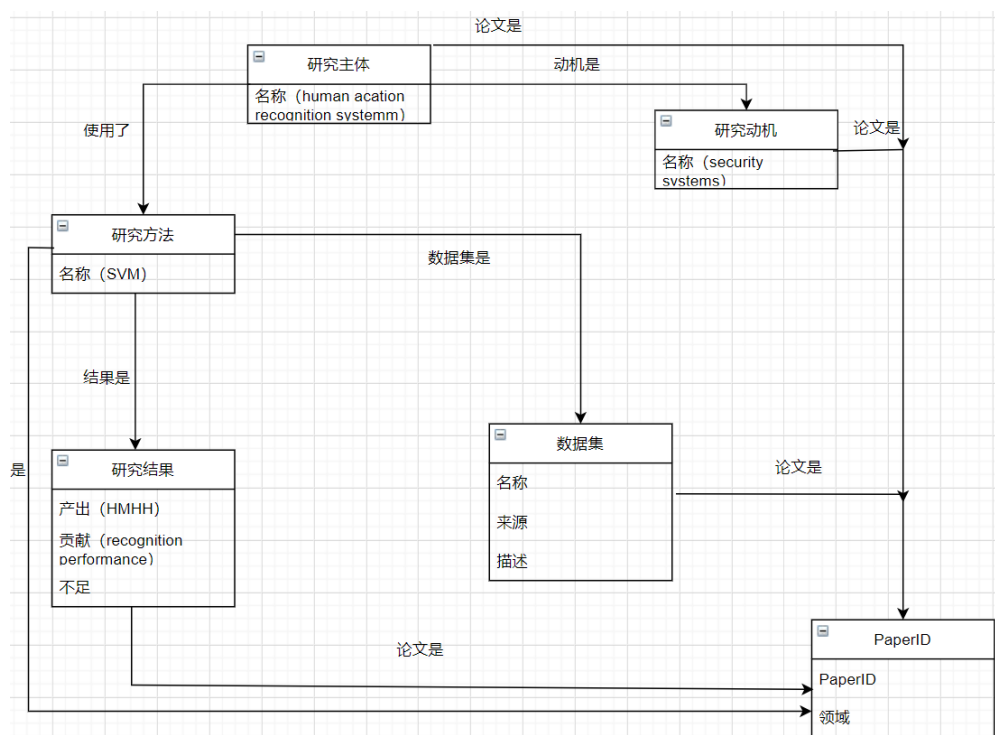 论文是
研究主体
动机是
名称（human acation
recognition systemm）
使用了
研究动机
论文是
名称（security
systems）
研究方法
数据集是
名称（SVM）
结果是
数据集
论文是
是
研究结果
名称
产出（HMHH）
来源
贡献（recognition
performance）
描述
不足
论文是
PaperID
PaperID
领域